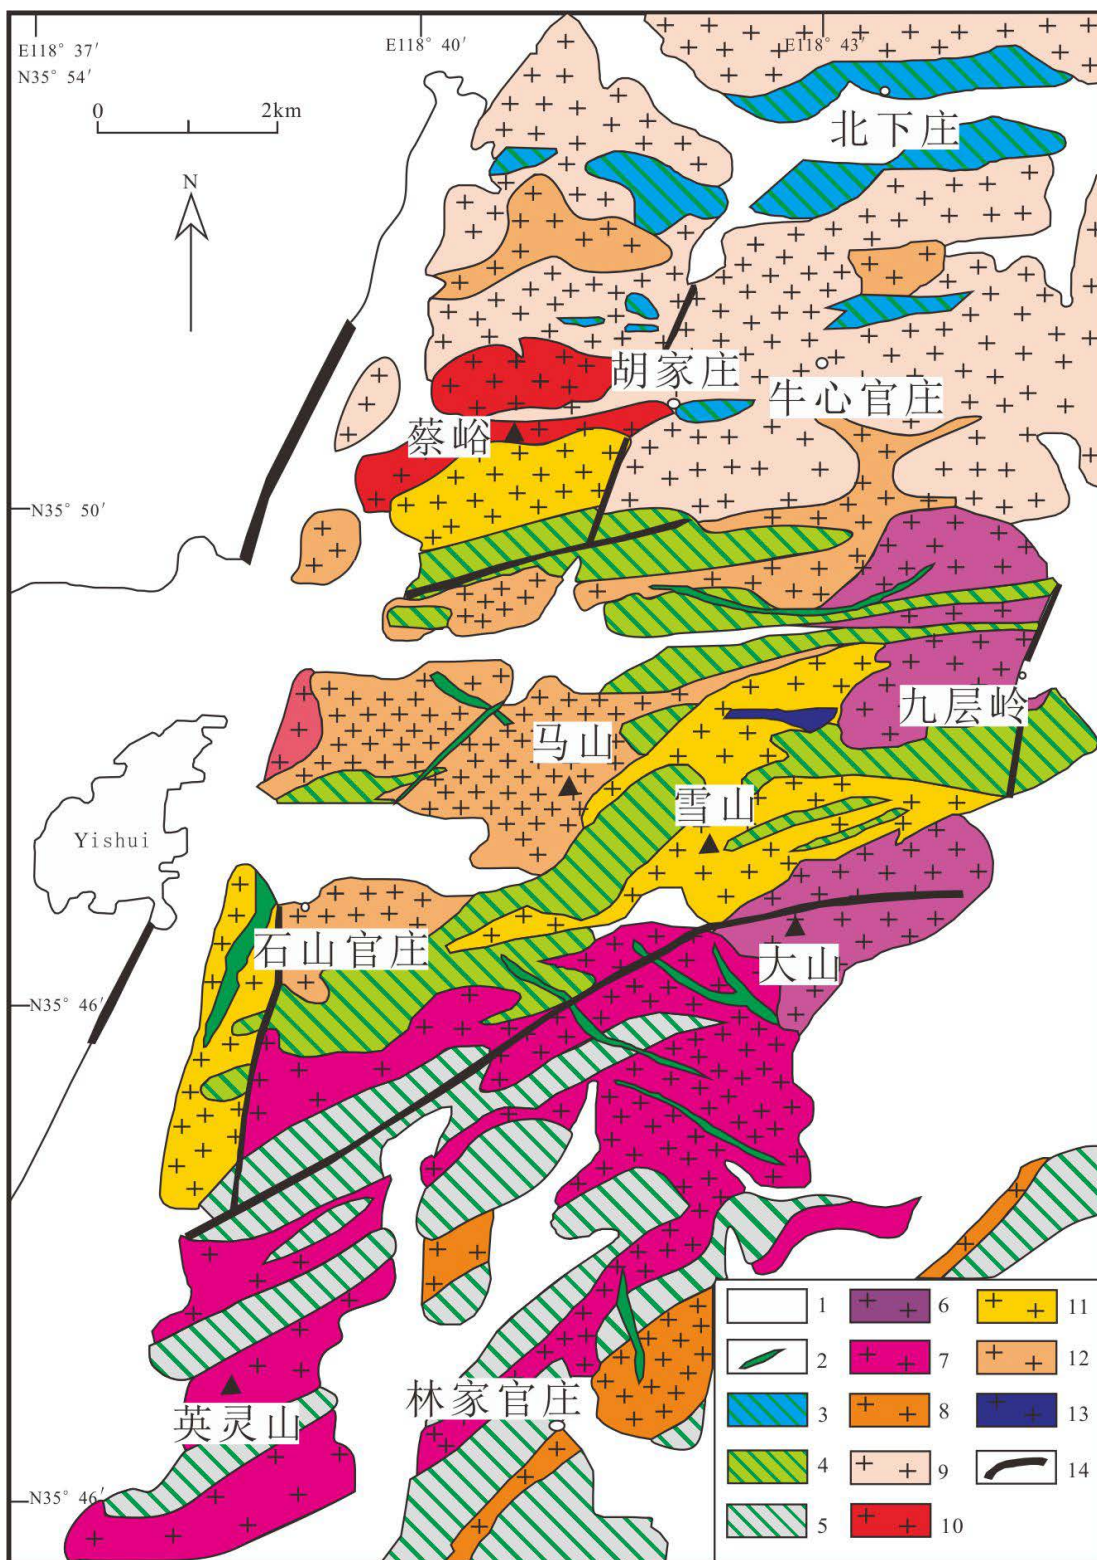 E118° 37′
E118° 40′
E118° 43′
N35° 54′
0 2km
北下庄
N
胡家庄
牛心官庄
蔡峪
N35° 50′
九层岭
马山
雪山
Yishui
石山官庄
大山
N35° 46′
林家官庄
英灵山
N35° 46′
1 6 11
2 7 12
3 8 13
4 9 14
5 10